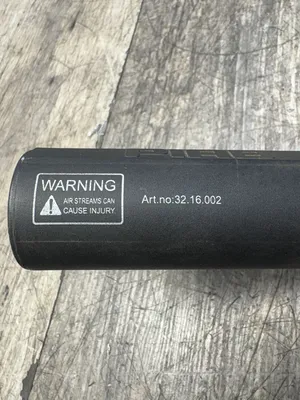 WARNING
AIR STREAMS CAN
CAUSE INJURY
Art.no:32.16.002